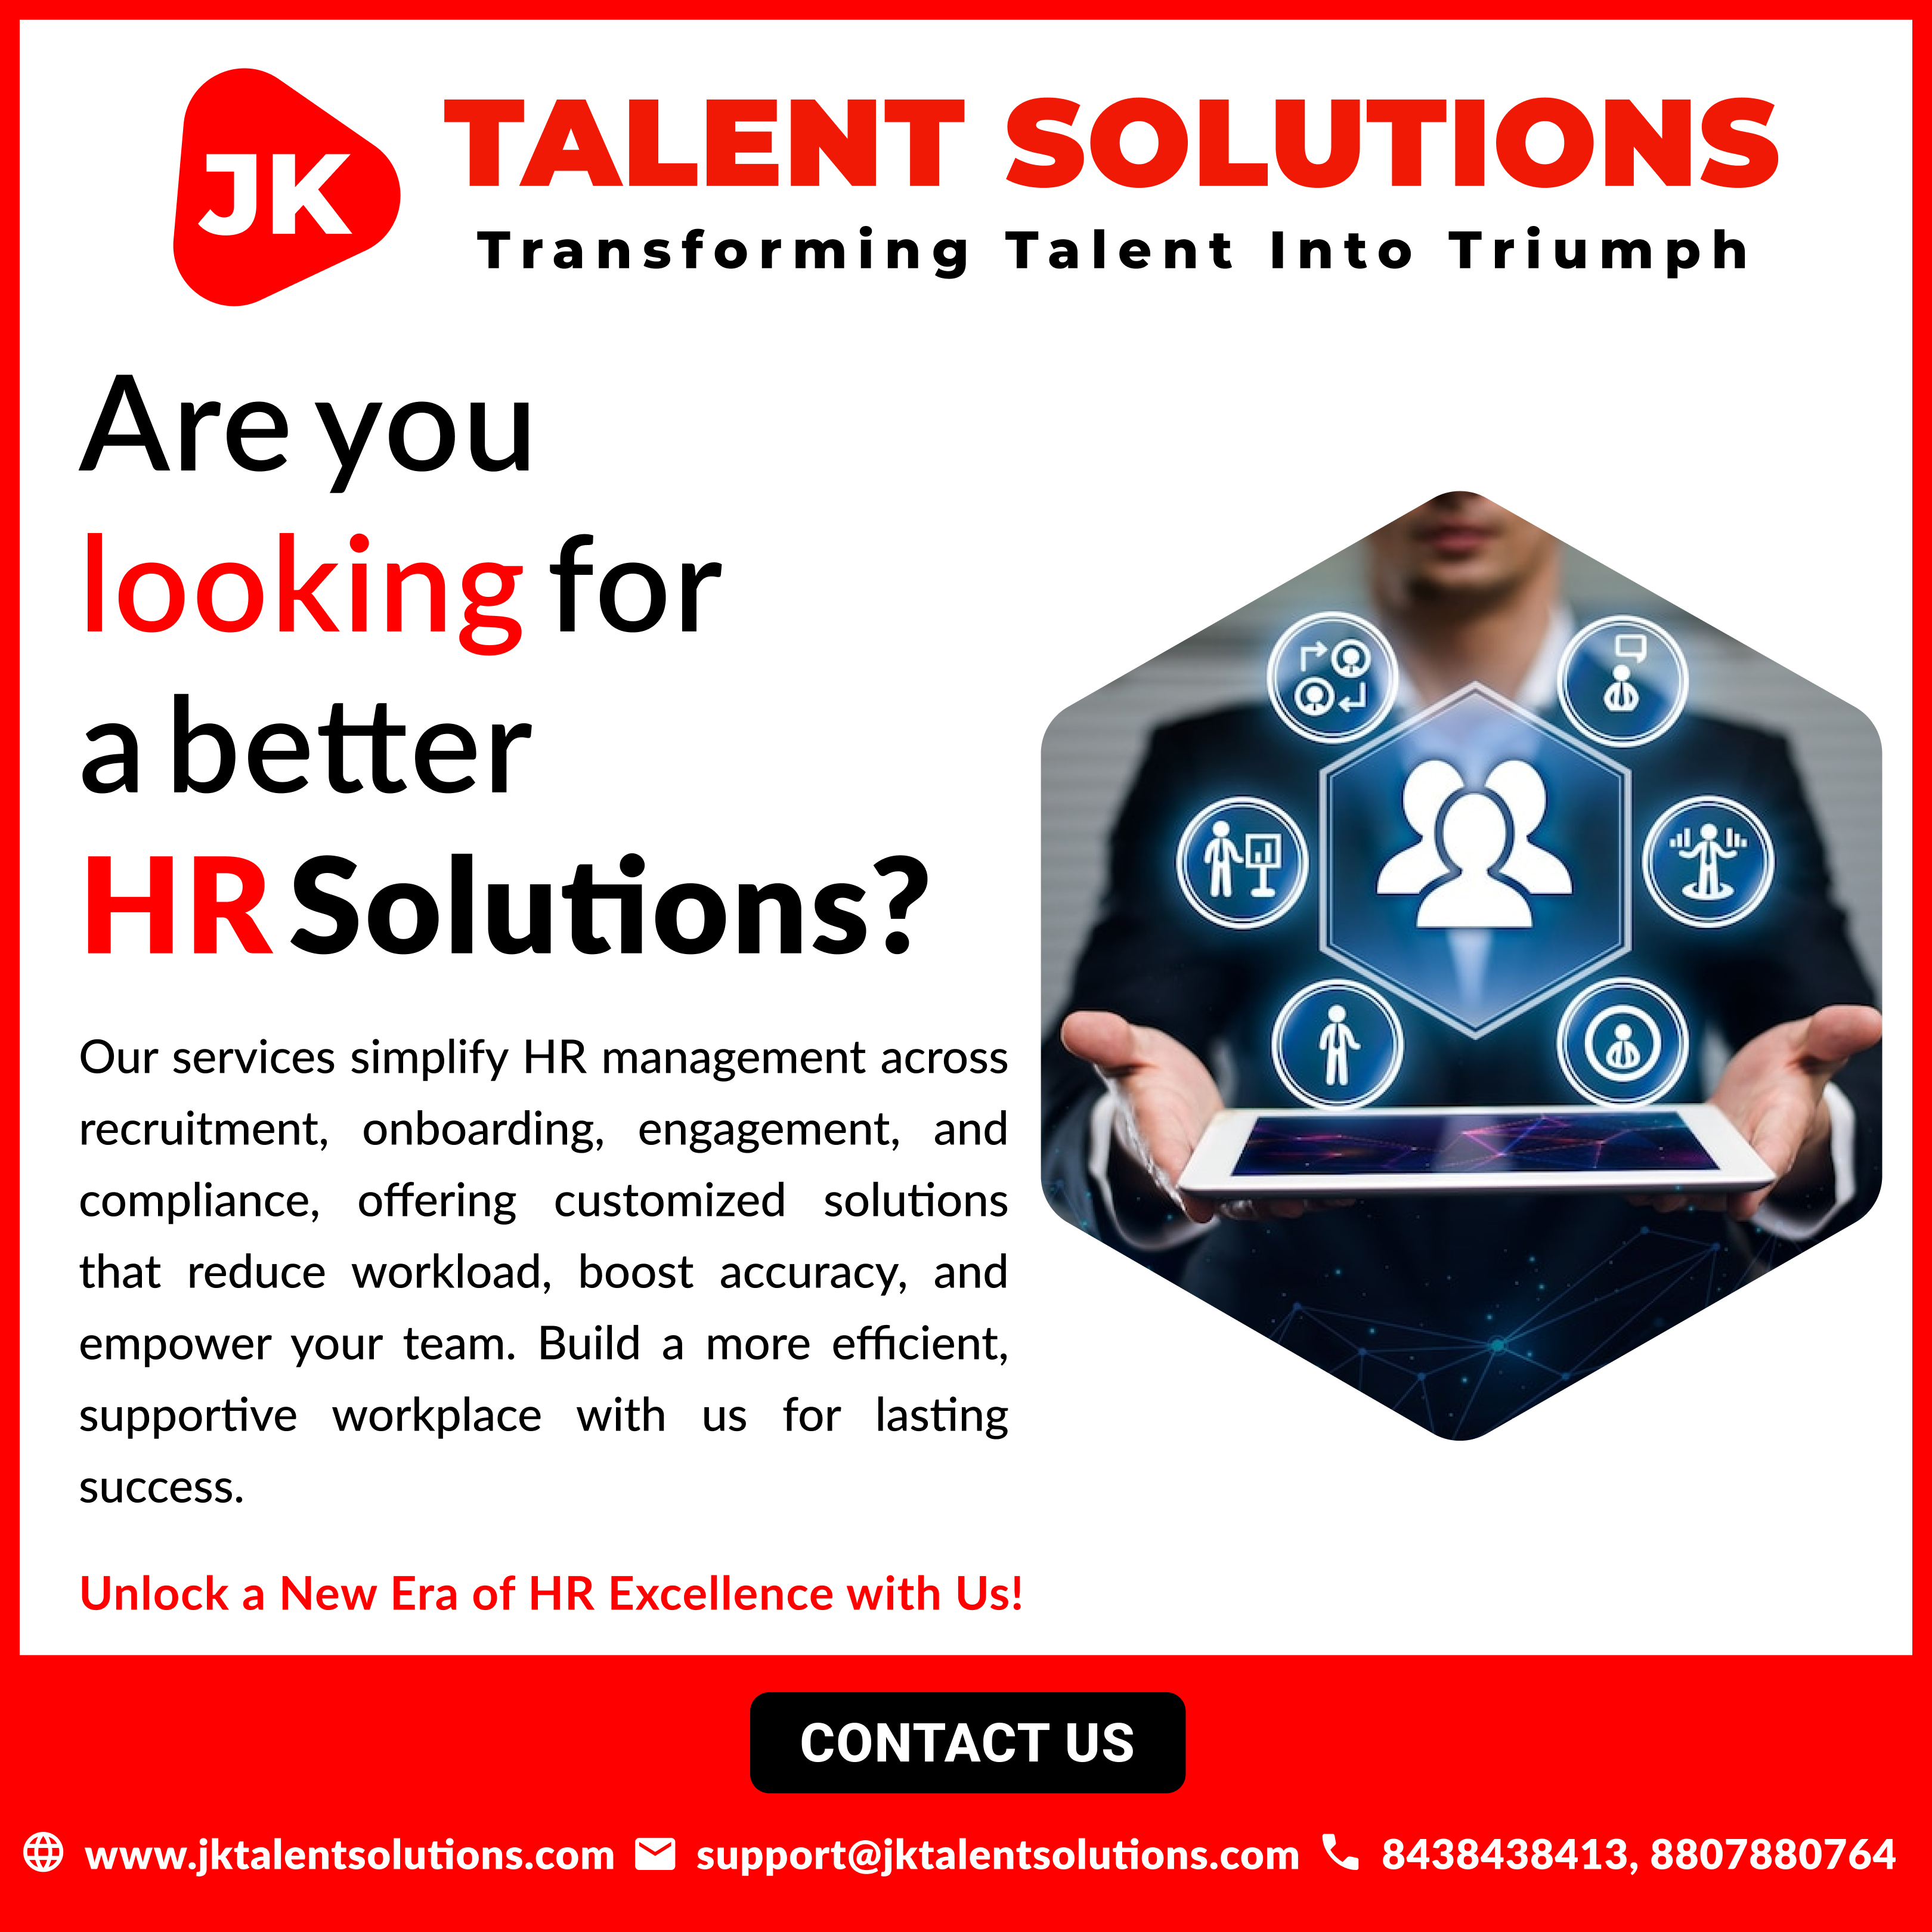 JK
TALENT SOLUTIONS
Transforming Talent Into Triumph
Are you
looking for
a better
HR Solutions?
Our services simplify HR management across
recruitment, onboarding, engagement, and
compliance, offering customized solutions
that reduce workload, boost accuracy, and
empower your team. Build a more efficient,
supportive workplace with us for lasting
success.
Unlock a New Era of HR Excellence with Us!
CONTACT US
www.jktalentsolutions.com support@jktalentsolutions.com 8438438413, 8807880764